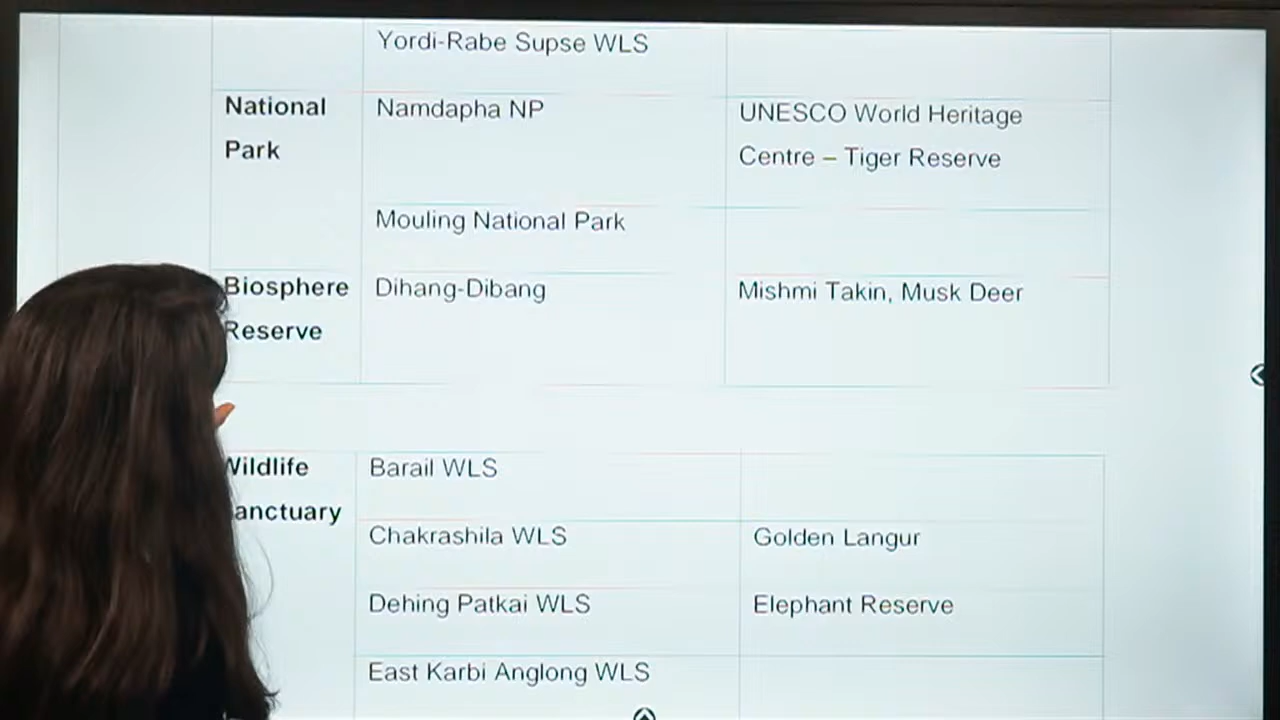 Yordi-Rabe Supse WLS
National
Park
Namdapha NP
UNESCO World Heritage
Centre – Tiger Reserve
Mouling National Park
Biosphere
Reserve
Dihang-Dibang
Mishmi Takin, Musk Deer
Wildlife
anctuary
Barail WLS
Chakrashila WLS
Golden Langur
Dehing Patkai WLS
Elephant Reserve
East Karbi Anglong WLS